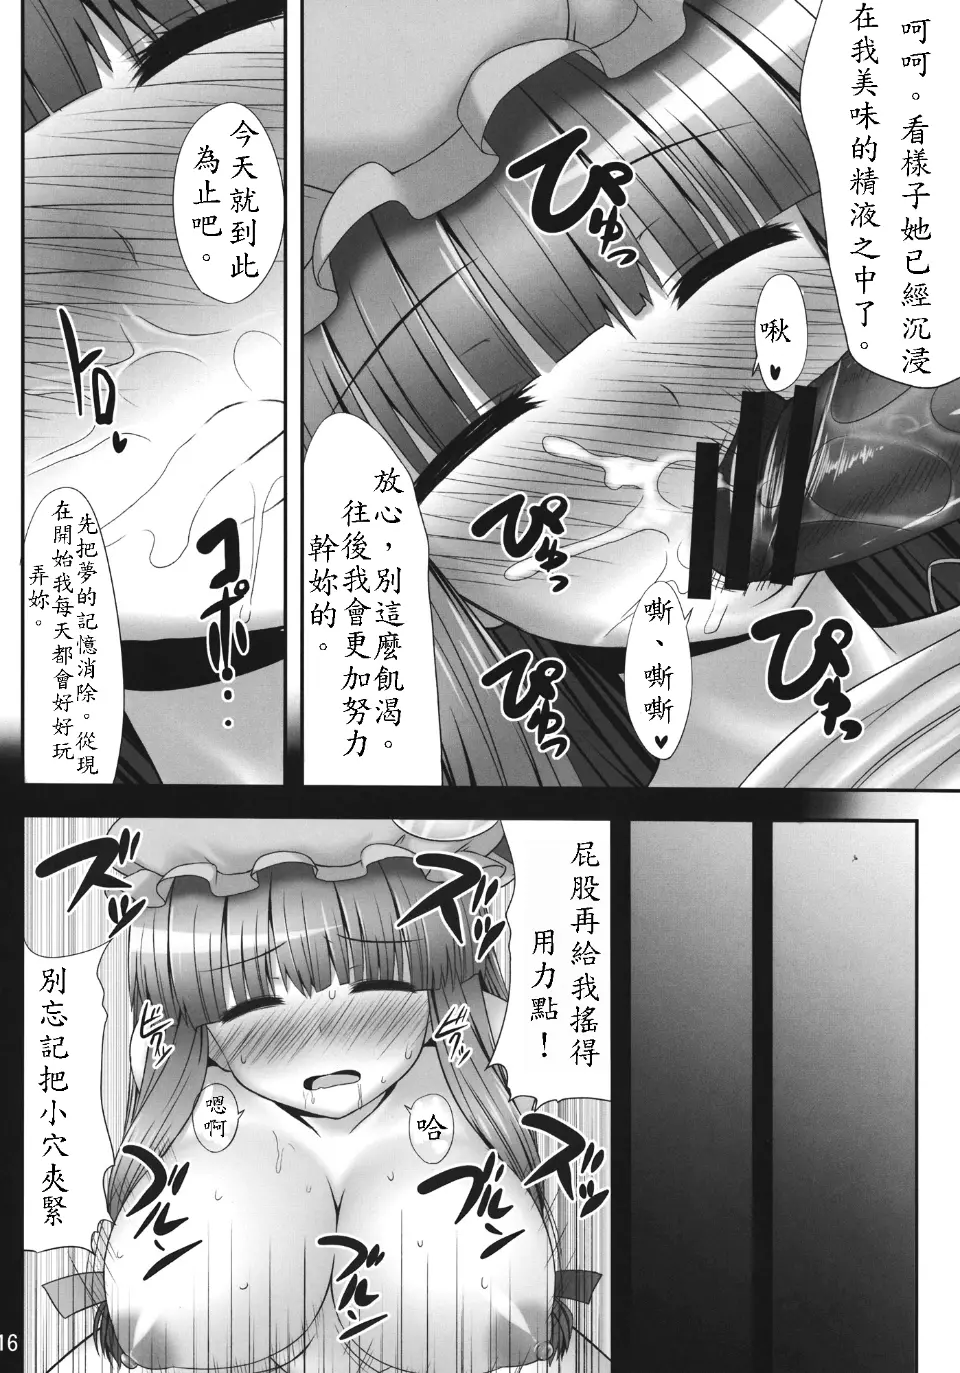 呵呵。看樣子她已經沉浸
在我美味的精液之中了。
ぴゅっ
啾
ぴゅっ
嘶、嘶嘶
ぴゅっ
放心，別這麼飢渴。
往後我會更加努力
幹妳的。
今天就到此
為止吧。
トロ
コポ…
先把夢的記憶消除。從現
在開始我每天都會好好玩
弄妳。
屁股再給我搖得
用力點！
ズッ
ズッ
嗯啊
哈
ブルン
ブルン
ブルン
別忘記把小穴夾緊
16